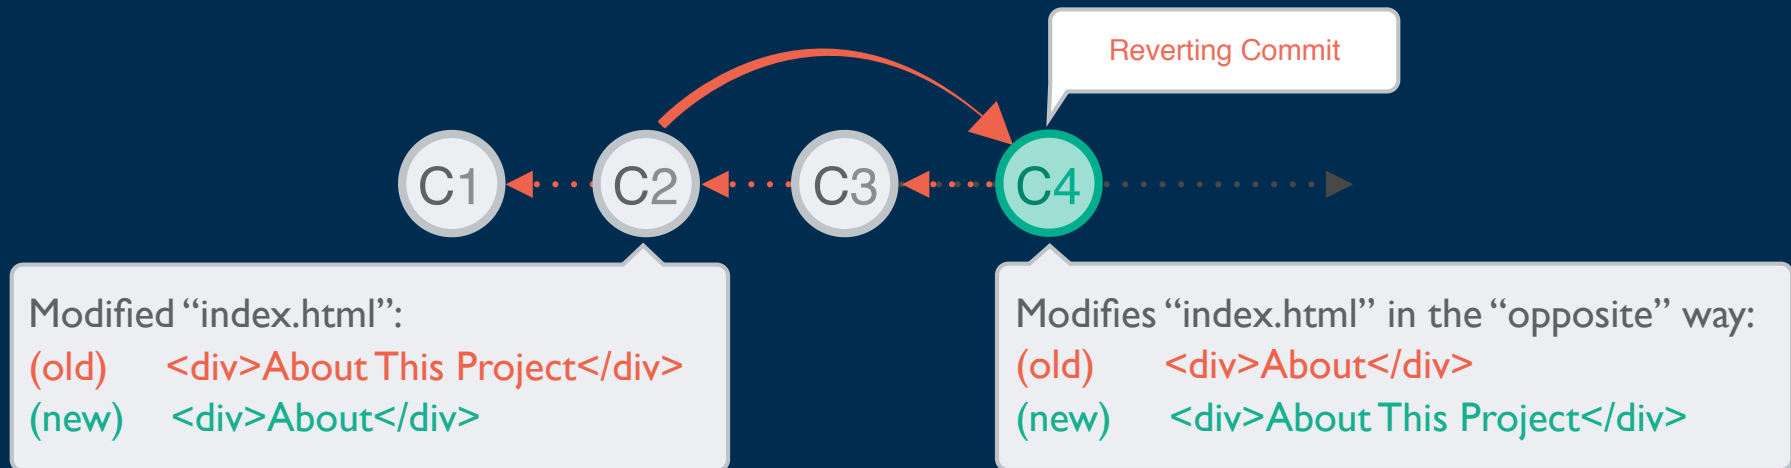 Reverting Commit
C1
C2
C3
C4
Modified “index.html”:
(old) <div>About This Project</div>
(new) <div>About</div>
Modifies “index.html” in the “opposite” way:
(old) <div>About</div>
(new) <div>About This Project</div>